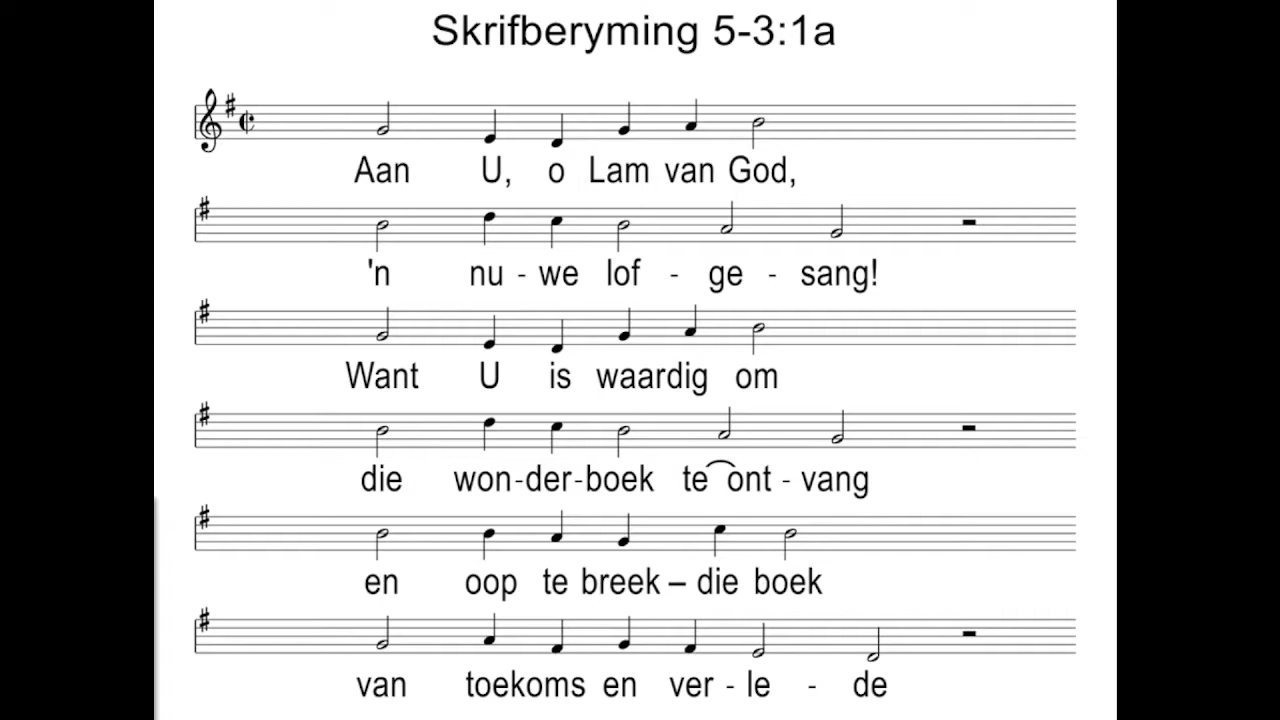 Skrifberyming 5-3:1a
Aan U, o Lam van God,
'n nu - we lof - ge - sang!
Want U is waardig om
die won-der-boek te ont - vang
en oop te breek – die boek
van toekoms en ver - le - de